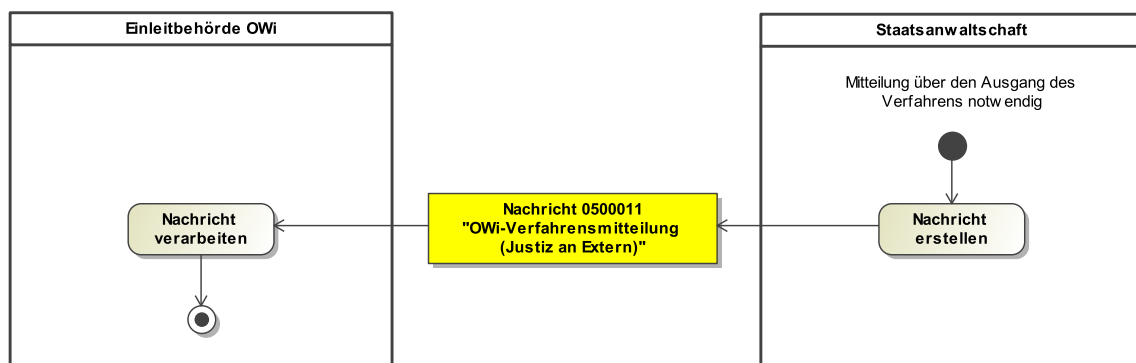 Einleitbehörde OWi
Staatsanwaltschaft
Mitteilung über den Ausgang des
Verfahrens notwendig
Nachricht
verarbeiten
Nachricht 0500011
"OWi-Verfahrensmitteilung
(Justiz an Extern)"
Nachricht
erstellen